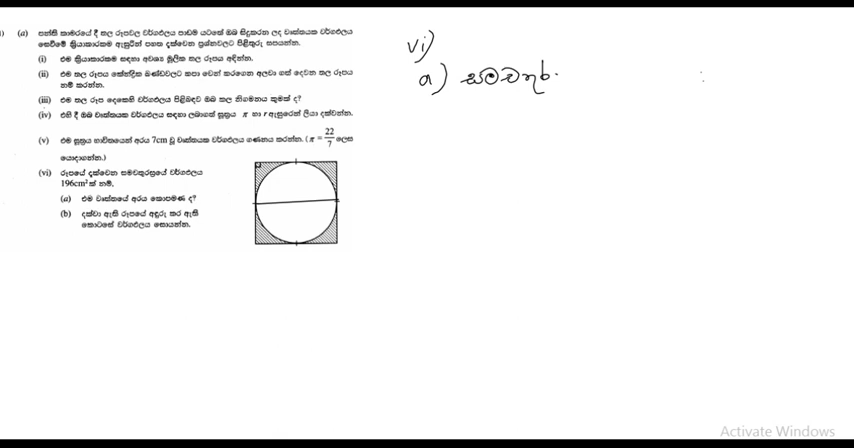 (a) පන්ති කාමරයේ දී තල රූපවල වර්ගඵලය පාඩම යටතේ ඔබ සිදුකරන ලද වෘත්තයක වර්ගඵලය
සෙවීමේ ක්‍රියාකාරකම ඇසුරින් පහත දැක්වෙන ප්‍රශ්නවලට පිළිතුරු සපයන්න.
(i) එම ක්‍රියාකාරකම සඳහා අවශ්‍ය මූලික තල රූපය අඳින්න.
(ii) එම තල රූපය කේන්ද්‍රික ඛණ්ඩවලට කපා වෙන් කරගෙන අලවා ගත් දෙවන තල රූපය
නම් කරන්න.
(iii) එම තල රූප දෙකෙහි වර්ගඵලය පිළිබඳව ඔබ කල නිගමනය කුමක් ද?
(iv) එහි දී ඔබ වෘත්තයක වර්ගඵලය සඳහා ලබාගත් සූත්‍රය π හා r ඇසුරෙන් ලියා දක්වන්න.
(v) එම සූත්‍රය භාවිතයෙන් අරය 7cm වූ වෘත්තයක වර්ගඵලය ගණනය කරන්න. (π = 22/7 ලෙස
යොදාගන්න.)
(vi) රූපයේ දැක්වෙන සමචතුරස්‍රයේ වර්ගඵලය
196cm² ක් නම්,
(a) එම වෘත්තයේ අරය කොපමණ ද?
(b) දක්වා ඇති රූපයේ අඳුරු කර ඇති
කොටසේ වර්ගඵලය සොයන්න.
vi)
a) සමචතුර
Activate Windows